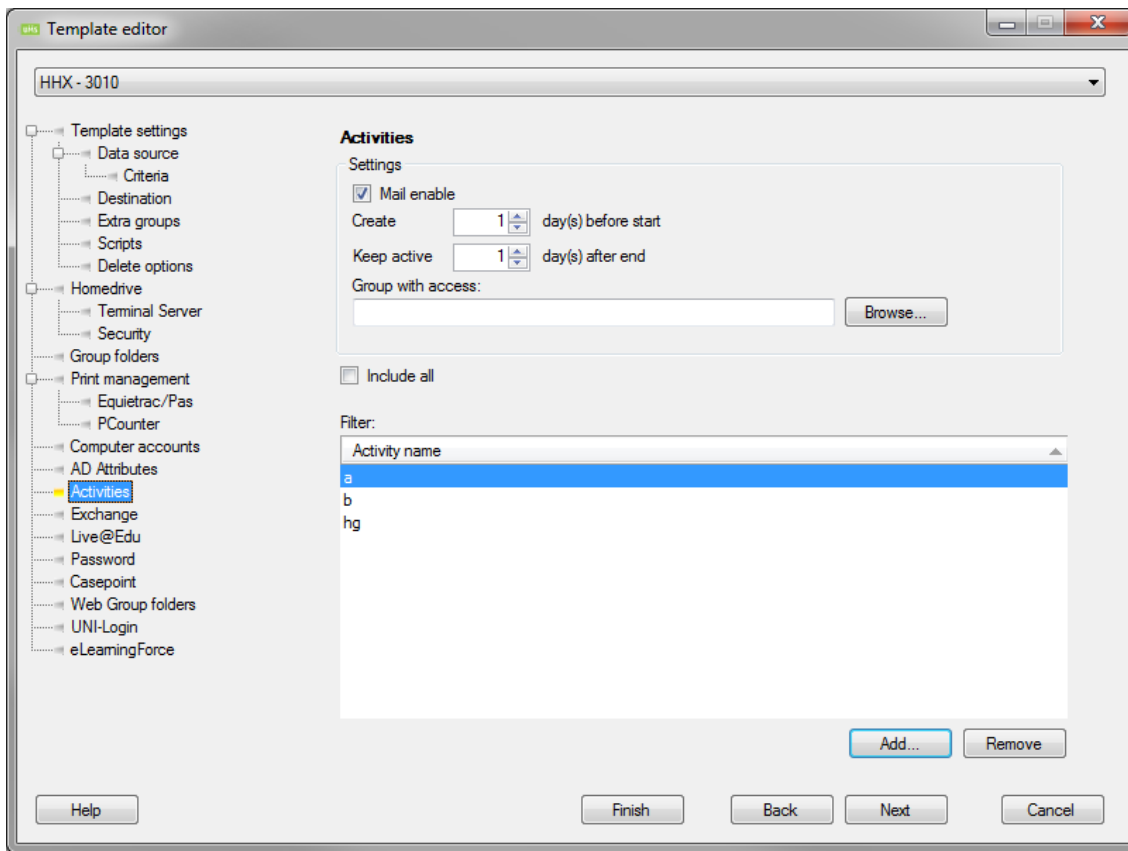 UMS Template editor
HHX - 3010
Template settings
Data source
Criteria
Destination
Extra groups
Scripts
Delete options
Homedrive
Terminal Server
Security
Group folders
Print management
Equietrac/Pas
PCounter
Computer accounts
AD Attributes
Activities
Exchange
Live@Edu
Password
Casepoint
Web Group folders
UNI-Login
eLearningForce
Activities
Settings
Mail enable
Create 1 day(s) before start
Keep active 1 day(s) after end
Group with access:
Browse...
Include all
Filter:
Activity name
a
b
hg
Add... Remove
Help Finish Back Next Cancel